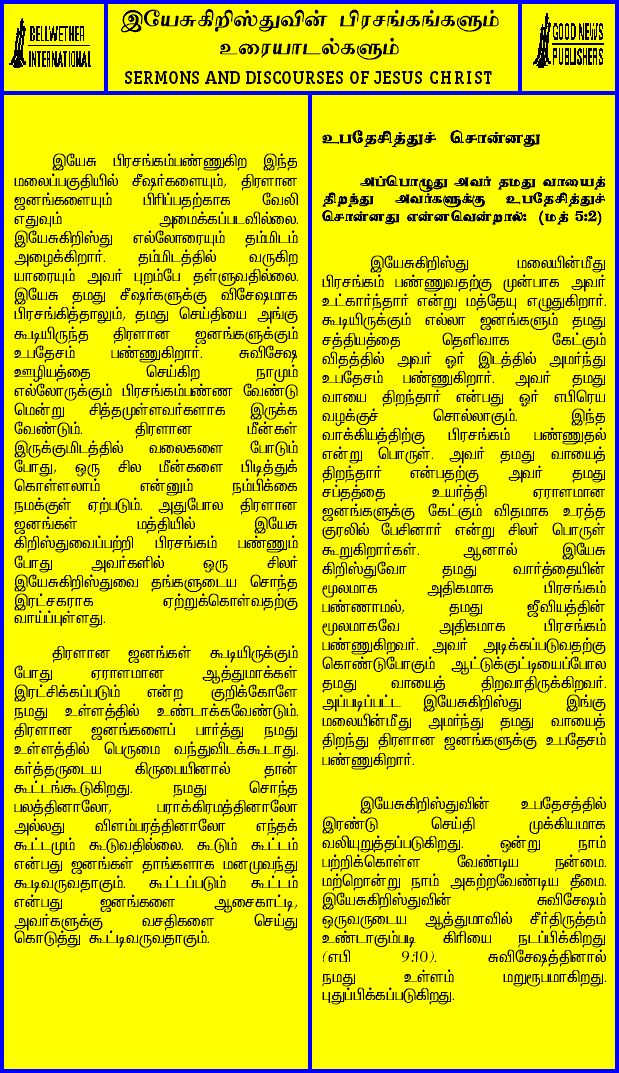 BELLWETHER
INTERNATIONAL
இயேசுகிறிஸ்துவின் பிரசங்கங்களும்
உரையாடல்களும்
SERMONS AND DISCOURSES OF JESUS CHRIST
GOOD NEWS
PUBLISHERS
இயேசு பிரசங்கம்பண்ணுகிற இந்த
மலைப்பகுதியில் சீஷர்களையும், திரளான
ஜனங்களையும் பிரிப்பதற்காக வேலி
எதுவும் அமைக்கப்படவில்லை.
இயேசுகிறிஸ்து எல்லோரையும் தம்மிடம்
அழைக்கிறார். தம்மிடத்தில் வருகிற
யாரையும் அவர் புறம்பே தள்ளுவதில்லை.
இயேசு தமது சீஷர்களுக்கு விசேஷமாக
பிரசங்கித்தாலும், தமது செய்தியை அங்கு
கூடியிருந்த திரளான ஜனங்களுக்கும்
உபதேசம் பண்ணுகிறார். சுவிசேஷ
ஊழியத்தை செய்கிற நாமும்
எல்லோருக்கும் பிரசங்கம்பண்ண வேண்டு
மென்று சித்தமுள்ளவர்களாக இருக்க
வேண்டும். திரளான மீன்கள்
இருக்குமிடத்தில் வலைகளை போடும்
போது, ஒரு சில மீன்களை பிடித்துக்
கொள்ளலாம் என்னும் நம்பிக்கை
நமக்குள் ஏற்படும். அதுபோல திரளான
ஜனங்கள் மத்தியில் இயேசு
கிறிஸ்துவைப்பற்றி பிரசங்கம் பண்ணும்
போது அவர்களில் ஒரு சிலர்
இயேசுகிறிஸ்துவை தங்களுடைய சொந்த
இரட்சகராக ஏற்றுக்கொள்வதற்கு
வாய்ப்புள்ளது.
திரளான ஜனங்கள் கூடியிருக்கும்
போது ஏராளமான ஆத்துமாக்கள்
இரட்சிக்கப்படும் என்ற குறிக்கோளே
நமது உள்ளத்தில் உண்டாக்கவேண்டும்.
திரளான ஜனங்களைப் பார்த்து நமது
உள்ளத்தில் பெருமை வந்துவிடக்கூடாது.
கர்த்தருடைய கிருபையினால் தான்
கூட்டங்கூடுகிறது. நமது சொந்த
பலத்தினாலோ, பராக்கிரமத்தினாலோ
அல்லது விளம்பரத்தினாலோ எந்தக்
கூட்டமும் கூடுவதில்லை. கூடும் கூட்டம்
என்பது ஜனங்கள் தாங்களாக மனமுவந்து
கூடிவருவதாகும். கூட்டப்படும் கூட்டம்
என்பது ஜனங்களை ஆசைகாட்டி,
அவர்களுக்கு வசதிகளை செய்து
கொடுத்து கூட்டிவருவதாகும்.
உபதேசித்துச் சொன்னது
அப்பொழுது அவர் தமது வாயைத்
திறந்து அவர்களுக்கு உபதேசித்துச்
சொன்னது என்னவென்றால்: (மத் 5:2)
இயேசுகிறிஸ்து மலையின்மீது
பிரசங்கம் பண்ணுவதற்கு முன்பாக அவர்
உட்கார்ந்தார் என்று மத்தேயு எழுதுகிறார்.
கூடியிருக்கும் எல்லா ஜனங்களும் தமது
சத்தியத்தை தெளிவாக கேட்கும்
விதத்தில் அவர் ஓர் இடத்தில் அமர்ந்து
உபதேசம் பண்ணுகிறார். அவர் தமது
வாயை திறந்தார் என்பது ஓர் எபிரெய
வழக்குச் சொல்லாகும். இந்த
வாக்கியத்திற்கு பிரசங்கம் பண்ணுதல்
என்று பொருள். அவர் தமது வாயைத்
திறந்தார் என்பதற்கு அவர் தமது
சப்தத்தை உயர்த்தி ஏராளமான
ஜனங்களுக்கு கேட்கும் விதமாக உரத்த
குரலில் பேசினார் என்று சிலர் பொருள்
கூறுகிறார்கள். ஆனால் இயேசு
கிறிஸ்துவோ தமது வார்த்தையின்
மூலமாக அதிகமாக பிரசங்கம்
பண்ணாமல், தமது ஜீவியத்தின்
மூலமாகவே அதிகமாக பிரசங்கம்
பண்ணுகிறவர். அவர் அடிக்கப்படுவதற்கு
கொண்டுபோகும் ஆட்டுக்குட்டியைப்போல
தமது வாயைத் திறவாதிருக்கிறவர்.
அப்படிப்பட்ட இயேசுகிறிஸ்து இங்கு
மலையின்மீது அமர்ந்து தமது வாயைத்
திறந்து திரளான ஜனங்களுக்கு உபதேசம்
பண்ணுகிறார்.
இயேசுகிறிஸ்துவின் உபதேசத்தில்
இரண்டு செய்தி முக்கியமாக
வலியுறுத்தப்படுகிறது. ஒன்று நாம்
பற்றிக்கொள்ள வேண்டிய நன்மை.
மற்றொன்று நாம் அகற்றவேண்டிய தீமை.
இயேசுகிறிஸ்துவின் சுவிசேஷம்
ஒருவருடைய ஆத்துமாவில் சீர்திருத்தம்
உண்டாகும்படி கிரியை நடப்பிக்கிறது
(எபி 9:10). சுவிசேஷத்தினால்
நமது உள்ளம் மறுரூபமாகிறது.
புதுப்பிக்கப்படுகிறது.